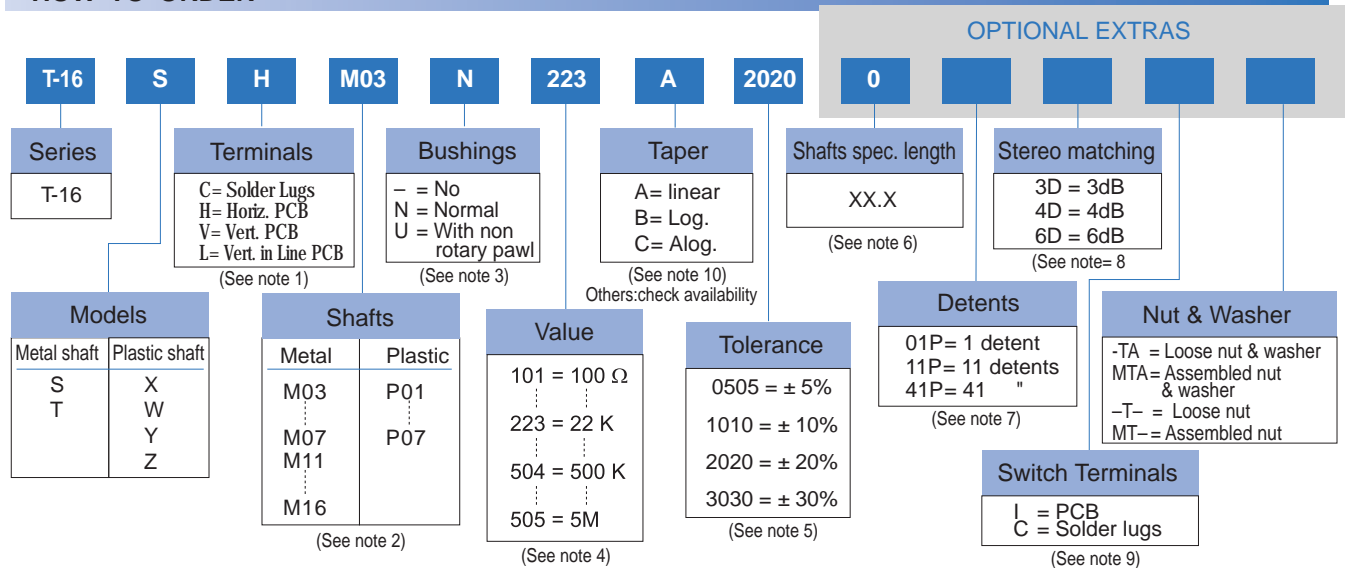 HOW TO ORDER
OPTIONAL EXTRAS
T-16 S H M03 N 223 A 2020 0
Series
T-16
Terminals
C= Solder Lugs
H= Horiz. PCB
V= Vert. PCB
L= Vert. in Line PCB
(See note 1)
Bushings
– = No
N = Normal
U = With non
rotary pawl
(See note 3)
Taper
A= linear
B= Log.
C= Alog.
(See note 10)
Others:check availability
Shafts spec. length
XX.X
(See note 6)
Stereo matching
3D = 3dB
4D = 4dB
6D = 6dB
(See note= 8
Models
Metal shaft Plastic shaft
S X
T W
Y
Z
Shafts
Metal Plastic
M03 P01
M07 P07
M11
M16
(See note 2)
Value
101 = 100 Ω
223 = 22 K
504 = 500 K
505 = 5M
(See note 4)
Tolerance
0505 = ± 5%
1010 = ± 10%
2020 = ± 20%
3030 = ± 30%
(See note 5)
Detents
01P= 1 detent
11P= 11 detents
41P= 41 "
(See note 7)
Nut & Washer
-TA = Loose nut & washer
MTA= Assembled nut
& washer
–T– = Loose nut
MT–= Assembled nut
Switch Terminals
I = PCB
C = Solder lugs
(See note 9)